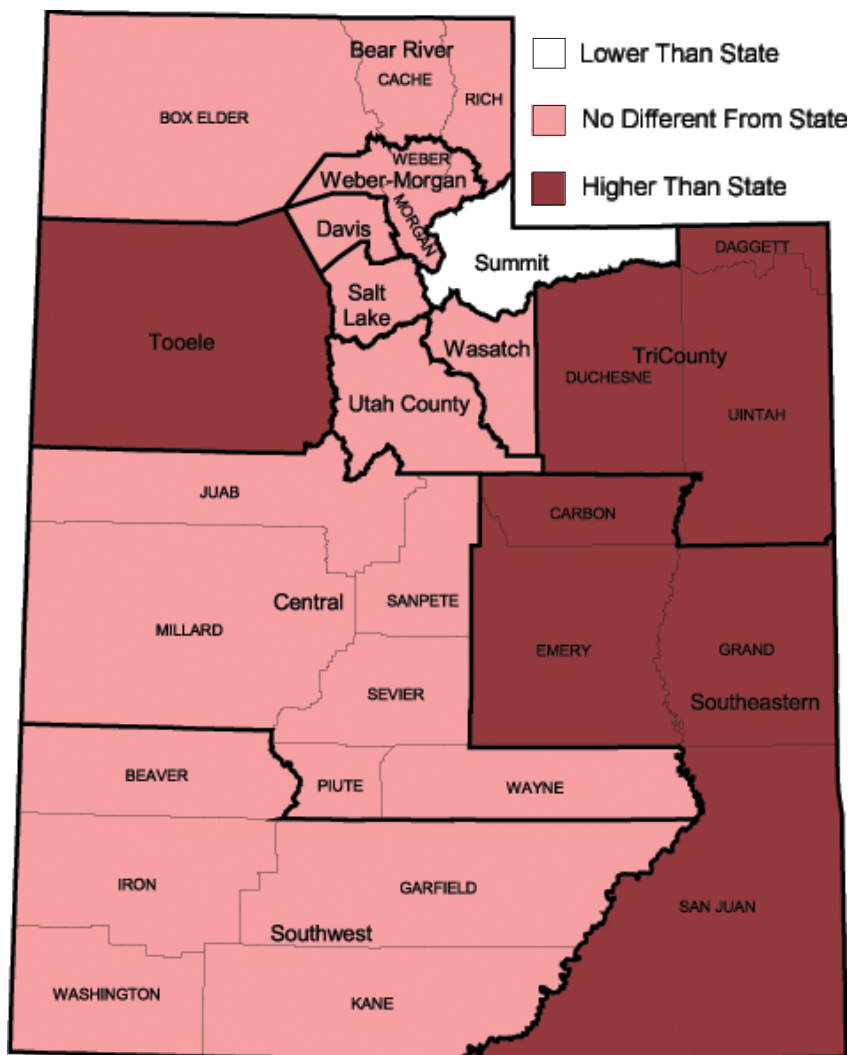 Bear River
CACHE
RICH
BOX ELDER
Lower Than State
No Different From State
Higher Than State
WEBER
Weber-Morgan
MORGAN
Davis
Summit
DAGGETT
Salt
Lake
Tooele
Wasatch
TriCounty
DUCHESNE
Utah County
UINTAH
JUAB
CARBON
Central
SANPETE
MILLARD
EMERY
GRAND
SEVIER
Southeastern
BEAVER
PIUTE
WAYNE
IRON
GARFIELD
SAN JUAN
Southwest
WASHINGTON
KANE